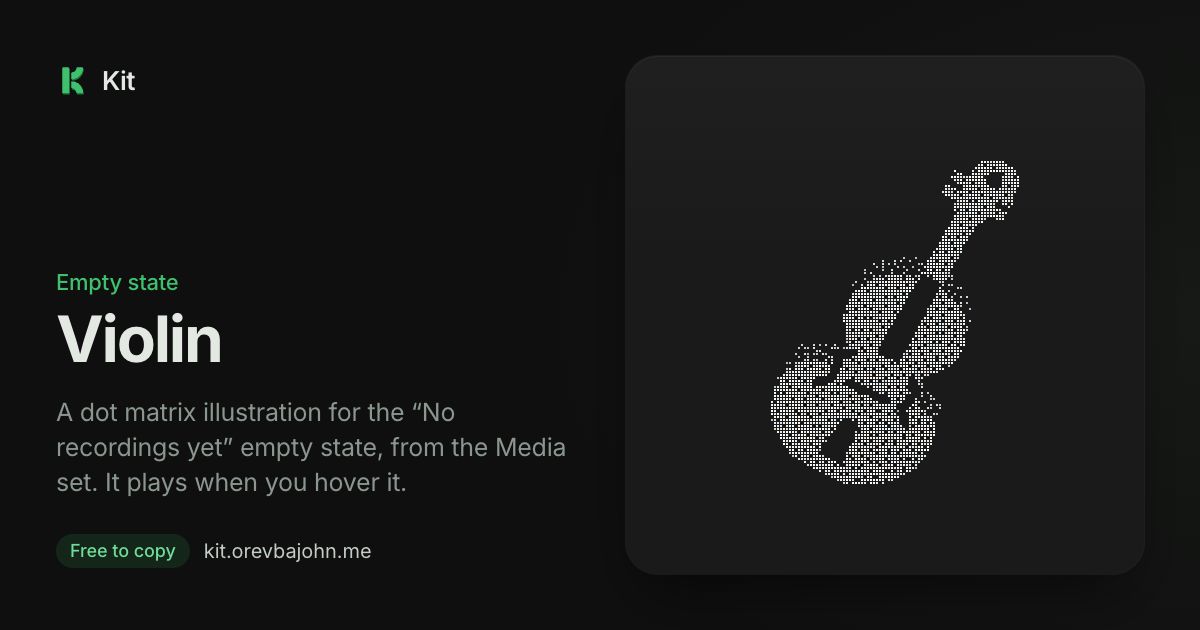 Kit
Empty state
Violin
A dot matrix illustration for the “No
recordings yet” empty state, from the Media
set. It plays when you hover it.
Free to copy
kit.orevbajohn.me